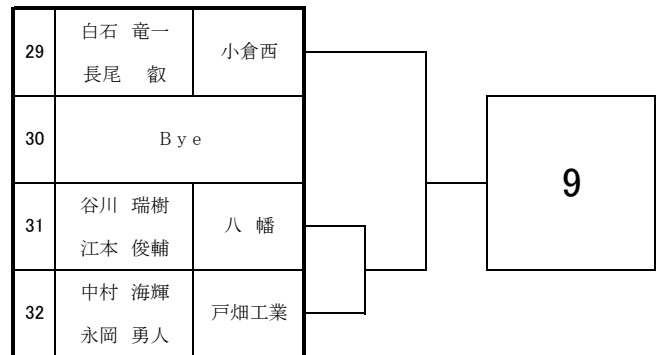 29
白石 竜一
長尾 叡
小倉西
30
Bye
31
谷川 瑞樹
江本 俊輔
八 幡
32
中村 海輝
永岡 勇人
戸畑工業
9